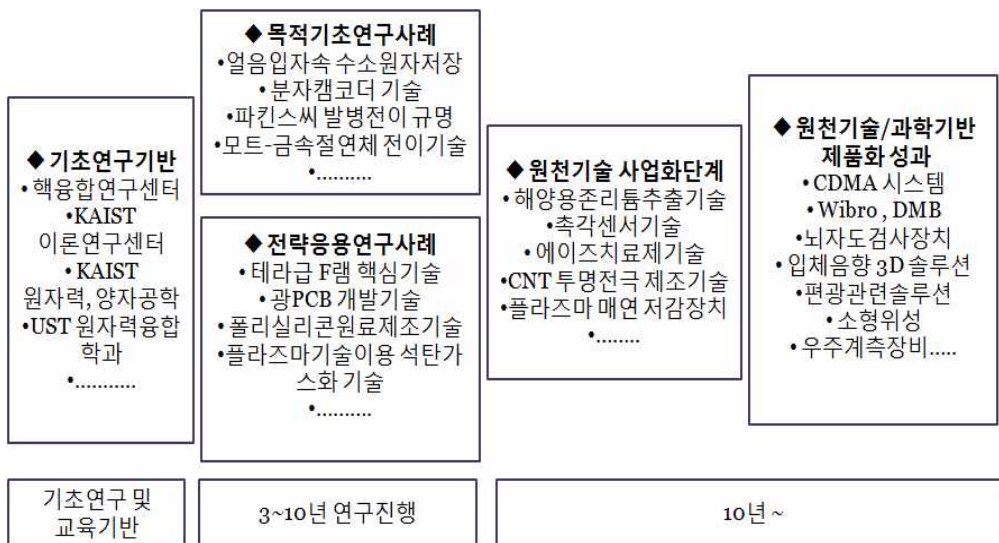 ◆ 기초연구기반
• 핵융합연구센터
•KAIST
이론연구센터
• KAIST
원자력, 양자공학
•UST 원자력융합
학과
•...........
◆ 목적기초연구사례
•얼음입자속 수소원자저장
•분자캠코더 기술
•파킨스씨 발병전이 규명
•모트-금속절연체 전이기술
•..........
◆ 전략응용연구사례
• 테라급 F램 핵심기술
• 광PCB 개발기술
• 폴리실리콘원료제조기술
•플라즈마기술이용 석탄가
스화 기술
•..........
◆ 원천기술 사업화단계
• 해양용존리튬추출기술
•촉각센서기술
•에이즈치료제기술
•CNT 투명전극 제조기술
•플라즈마 매연 저감장치
•........
◆ 원천기술/과학기반
제품화 성과
•CDMA 시스템
•Wibro , DMB
•뇌자도검사장치
•입체음향 3D 솔루션
•편광관련솔루션
•소형위성
•우주계측장비.....
기초연구 및
교육기반
3~10년 연구진행
10년 ~